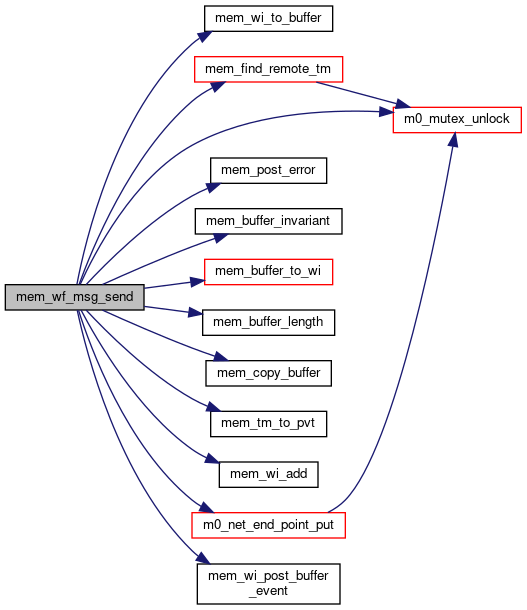 mem_wi_to_buffer
mem_find_remote_tm
m0_mutex_unlock
mem_post_error
mem_buffer_invariant
mem_buffer_to_wi
mem_wf_msg_send
mem_buffer_length
mem_copy_buffer
mem_tm_to_pvt
mem_wi_add
m0_net_end_point_put
mem_wi_post_buffer
_event